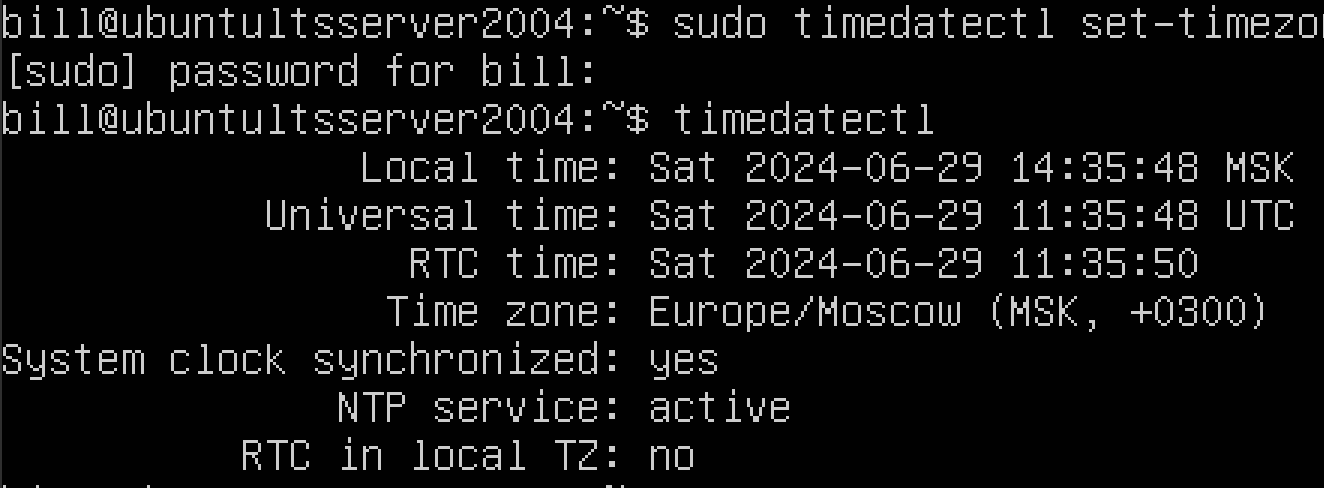 bill@ubuntultsserver2004:~$ sudo timedatectl
[sudo] password for bill:
bill@ubuntultsserver2004:~$ timedatectl
Local time: Sat 2024-06-29 14:35:48 MSK
Universal time: Sat 2024-06-29 11:35:48 UTC
RTC time: Sat 2024-06-29 11:35:50
Time zone: Europe/Moscow (MSK, +0300)
System clock synchronized: yes
NTP service: active
RTC in local TZ: no